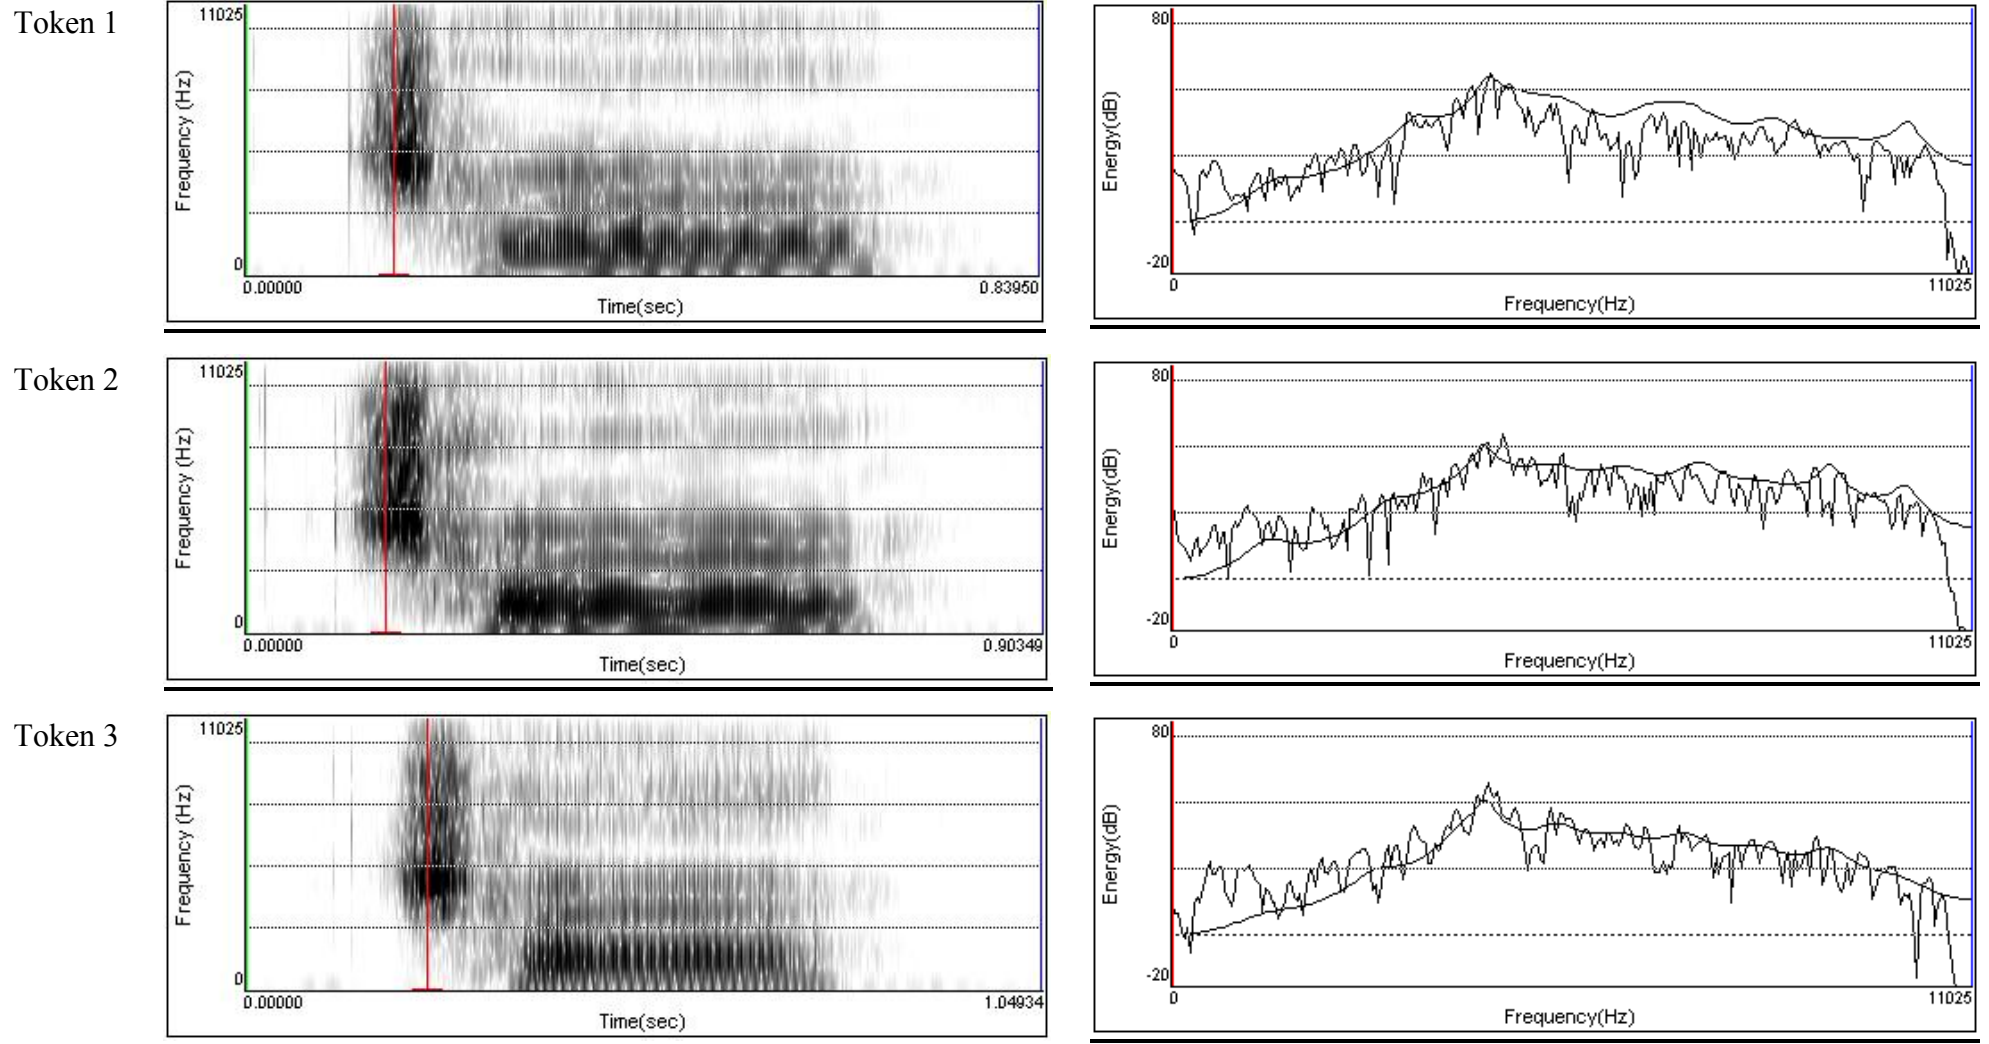 Token 1
11025
Frequency (Hz)
0
0.00000
0.83950
Time(sec)
80
Energy(dB)
-20
0
11025
Frequency(Hz)
Token 2
11025
Frequency (Hz)
0
0.00000
0.90349
Time(sec)
80
Energy(dB)
-20
0
11025
Frequency(Hz)
Token 3
11025
Frequency (Hz)
0
0.00000
1.04934
Time(sec)
80
Energy(dB)
-20
0
11025
Frequency(Hz)